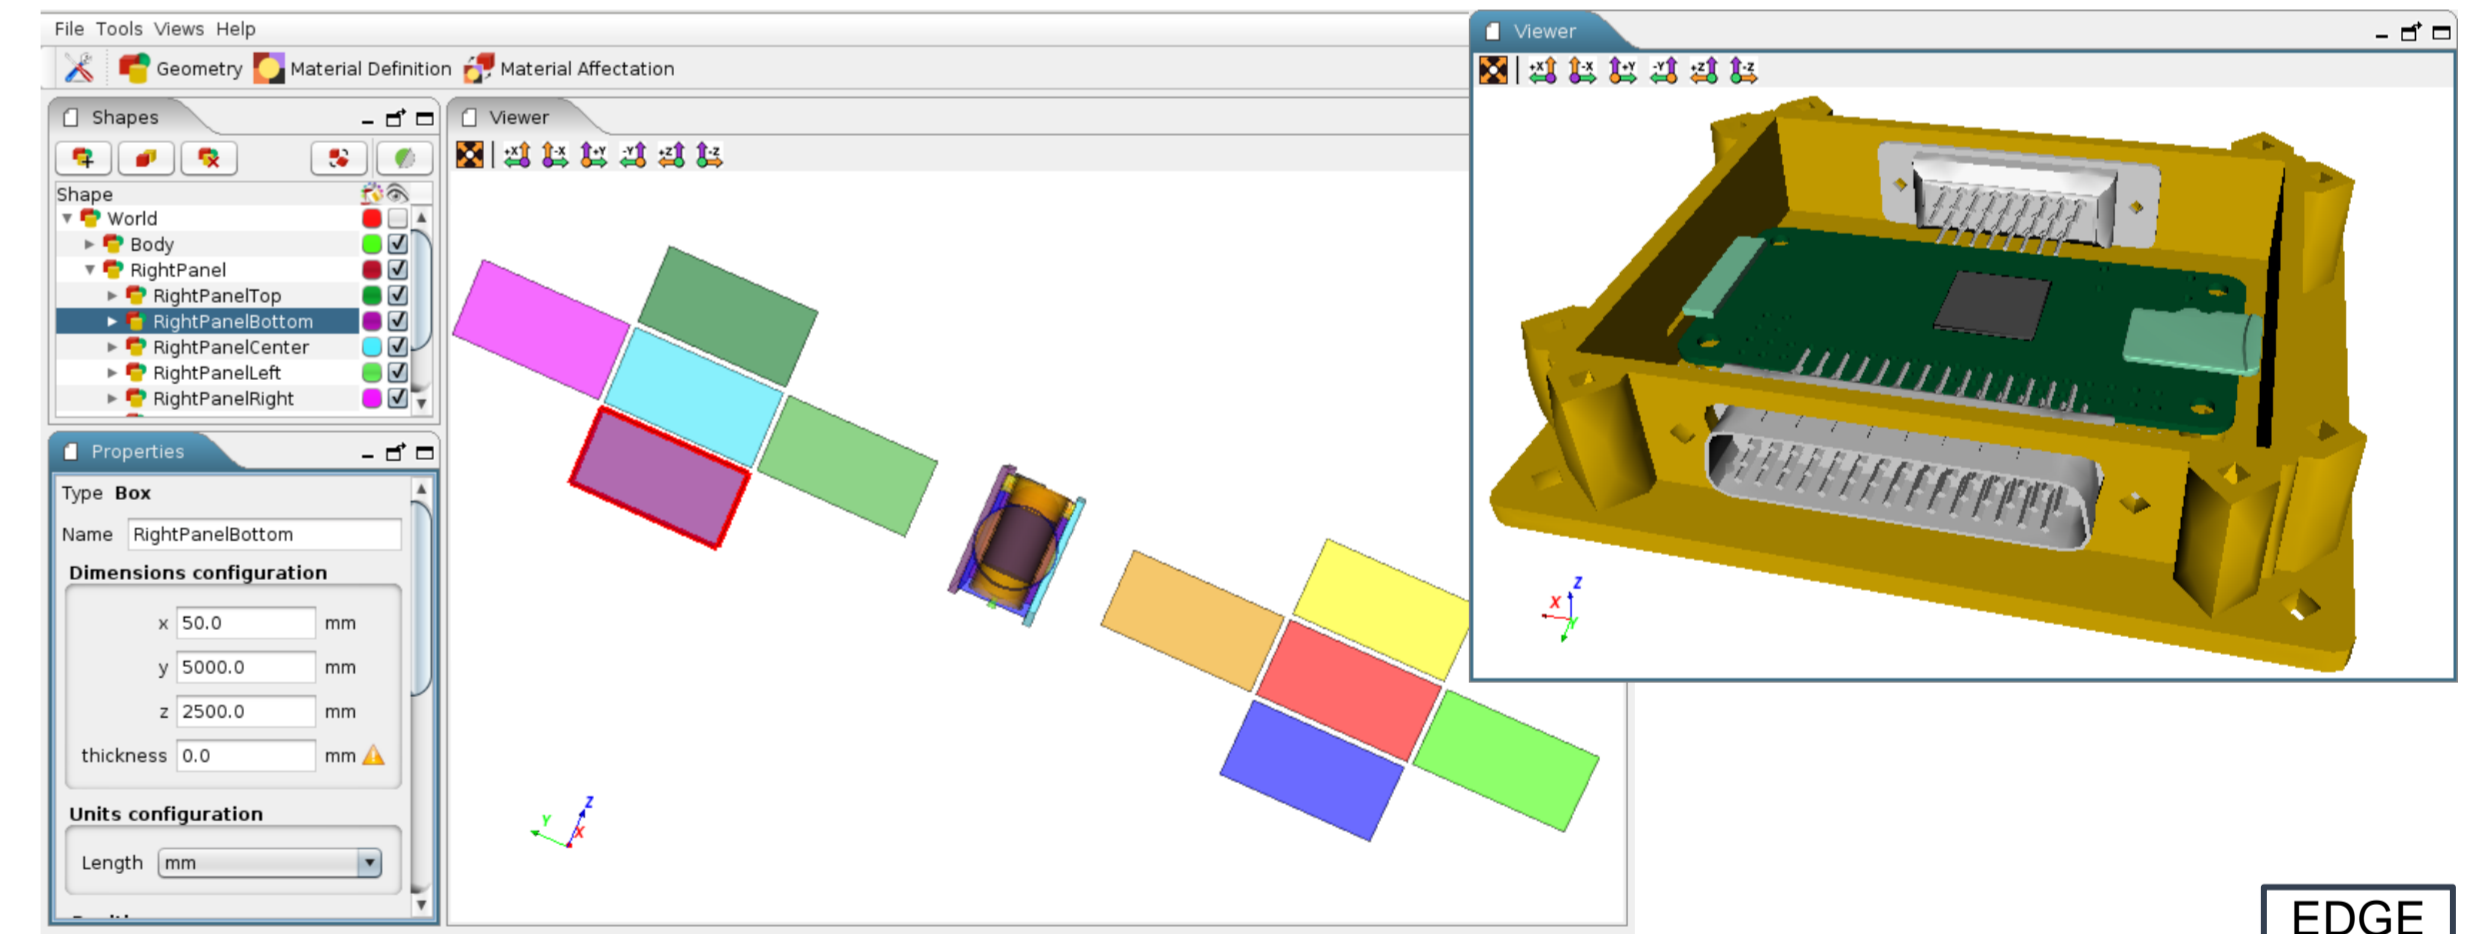 File Tools Views Help
Geometry Material Definition Material Affectation
Shapes
Shape
World
Body
RightPanel
RightPanelTop
RightPanelBottom
RightPanelCenter
RightPanelLeft
RightPanelRight
Properties
Type Box
Name RightPanelBottom
Dimensions configuration
x 50.0 mm
y 5000.0 mm
z 2500.0 mm
thickness 0.0 mm
Units configuration
Length mm
Viewer
+X -X +Y -Y +Z -Z
Z
Y
X
Viewer
+X -X +Y -Y +Z -Z
Z
X
Y
EDGE